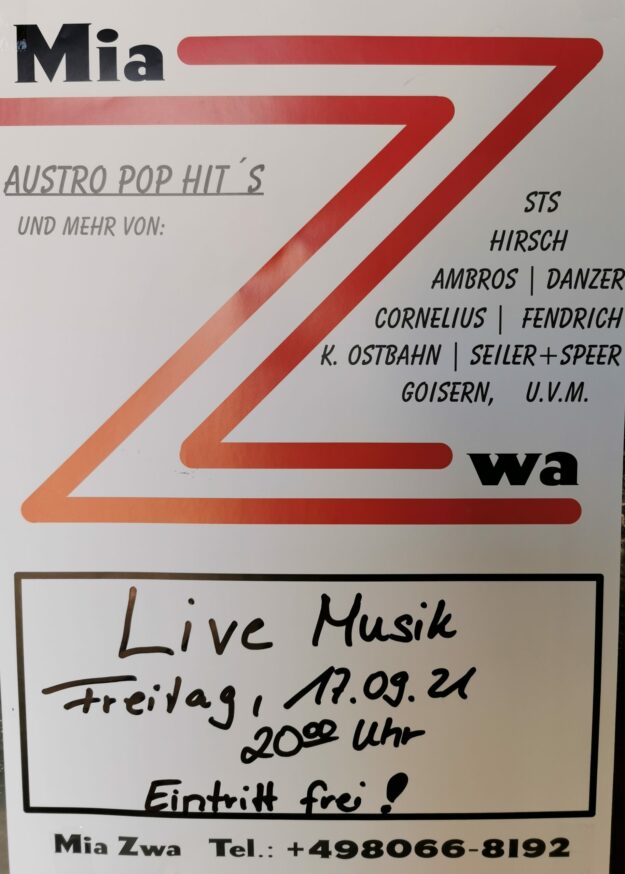 Mia
AUSTRO POP HIT´S
UND MEHR VON:
STS
HIRSCH
AMBROS | DANZER
CORNELIUS | FENDRICH
K. OSTBAHN | SEILER+SPEER
GOISERN, U.V.M.
Zwa
Live Musik
Freitag, 17.09.21
20⁰⁰ Uhr
Eintritt frei!
Mia Zwa Tel.: +498066-8192